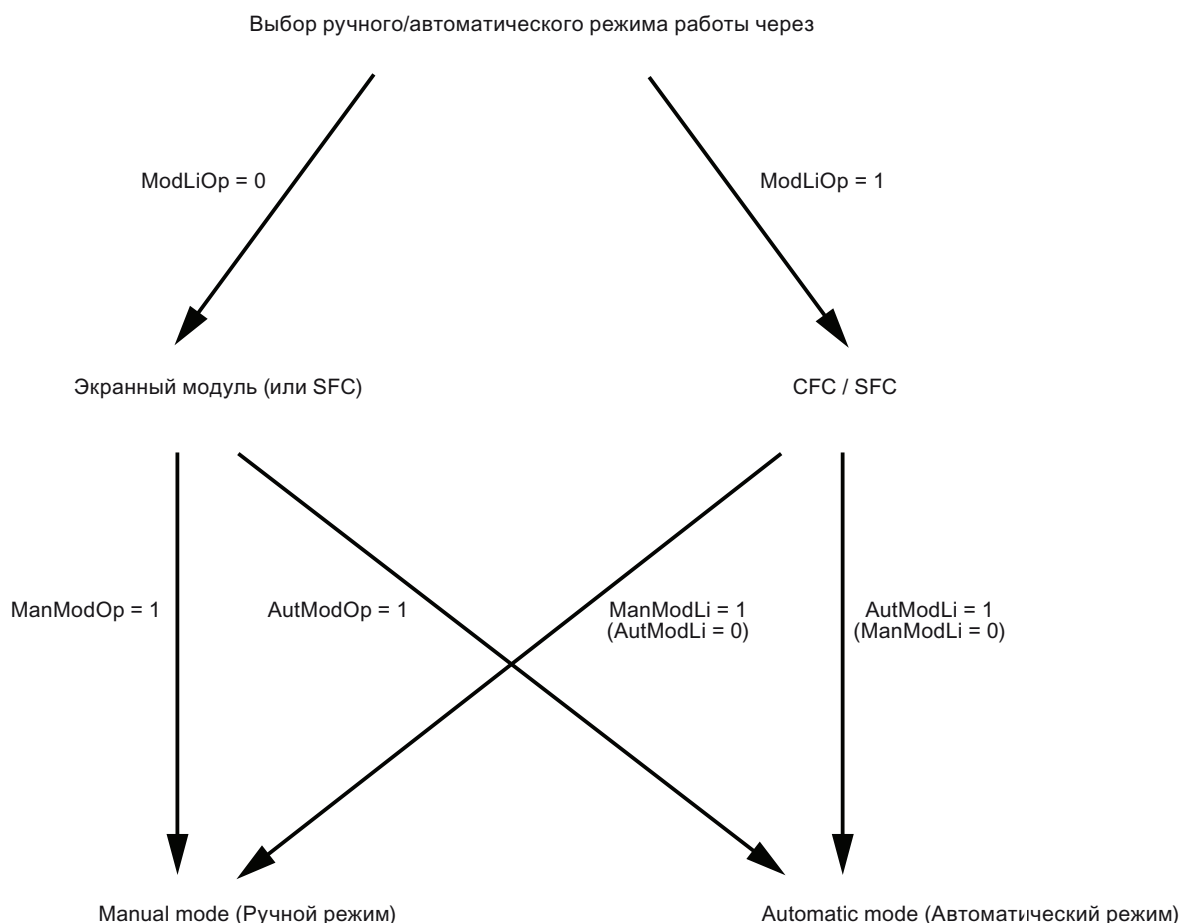 Выбор ручного/автоматического режима работы через
ModLiOp = 0
ModLiOp = 1
Экранный модуль (или SFC)
CFC / SFC
ManModOp = 1
AutModOp = 1
ManModLi = 1
(AutModLi = 0)
AutModLi = 1
(ManModLi = 0)
Manual mode (Ручной режим)
Automatic mode (Автоматический режим)